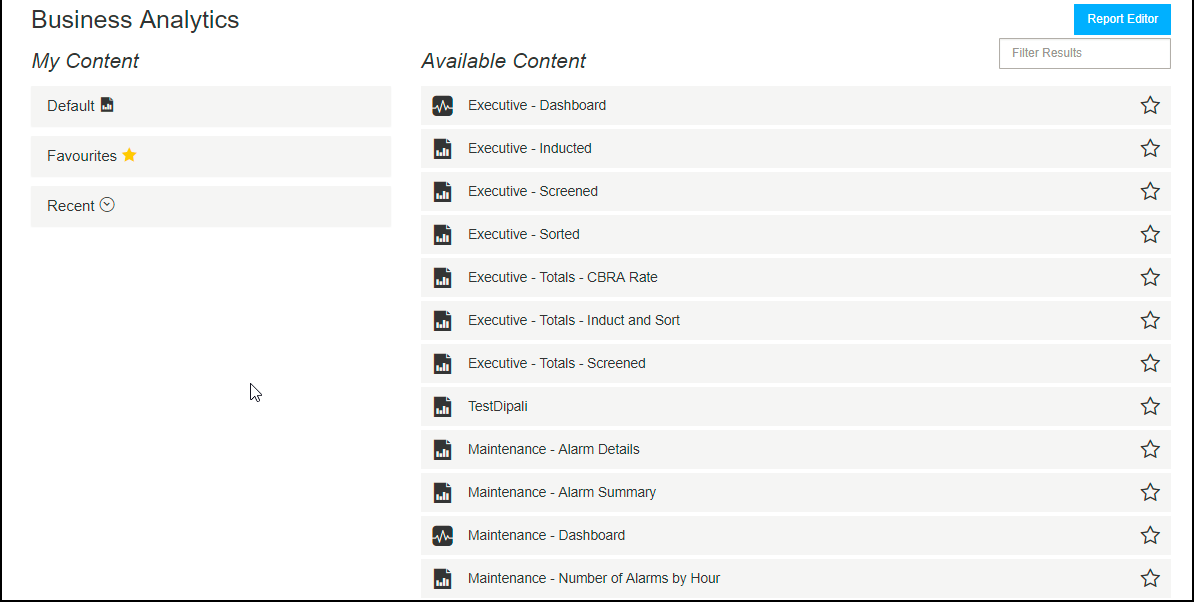 Business Analytics
Report Editor
My Content
Available Content
Filter Results
Default
Favourites
Recent
Executive - Dashboard
Executive - Inducted
Executive - Screened
Executive - Sorted
Executive - Totals - CBRA Rate
Executive - Totals - Induct and Sort
Executive - Totals - Screened
TestDipali
Maintenance - Alarm Details
Maintenance - Alarm Summary
Maintenance - Dashboard
Maintenance - Number of Alarms by Hour